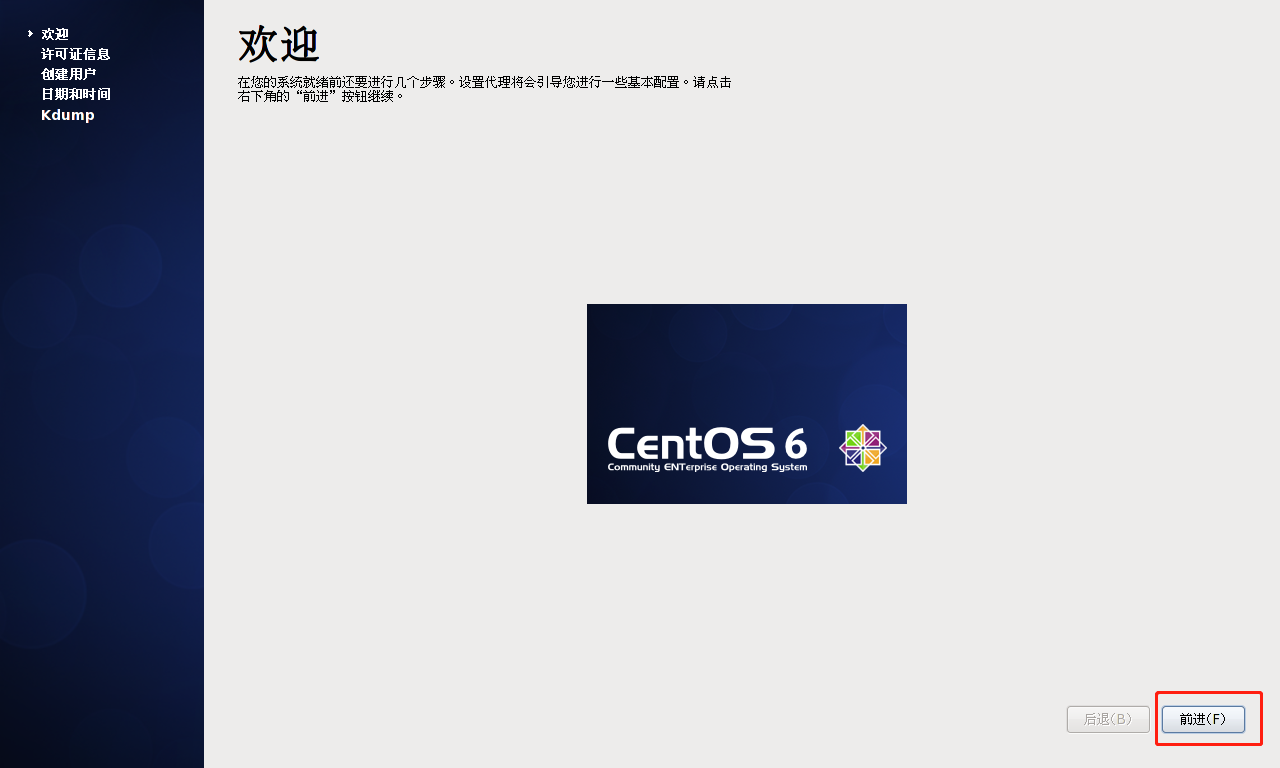 欢迎
许可证信息
创建用户
日期和时间
Kdump
欢迎
在您的系统就绪前还要进行几个步骤。设置代理将会引导您进行一些基本配置。请点击
右下角的“前进”按钮继续。
CentOS 6
Community ENTerprise Operating System
后退(B)
前进(F)